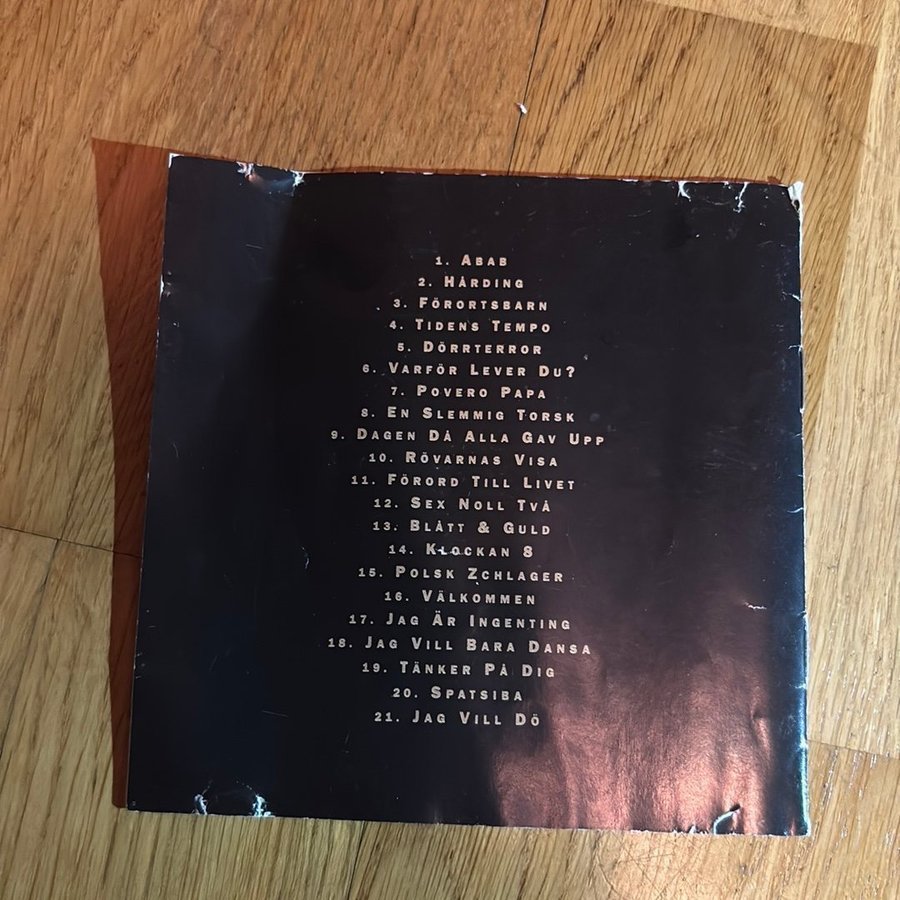 1. Abab
2. Hårding
3. Förortsbarn
4. Tidens Tempo
5. Dörrterror
6. Varför Lever Du?
7. Povero Papa
8. En Slemmig Torsk
9. Dagen Då Alla Gav Upp
10. Rövarnas Visa
11. Förord Till Livet
12. Sex Noll Två
13. Blått & Guld
14. Klockan 8
15. Polsk Zchlager
16. Välkommen
17. Jag Är Ingenting
18. Jag Vill Bara Dansa
19. Tänker På Dig
20. Spatsiba
21. Jag Vill Dö